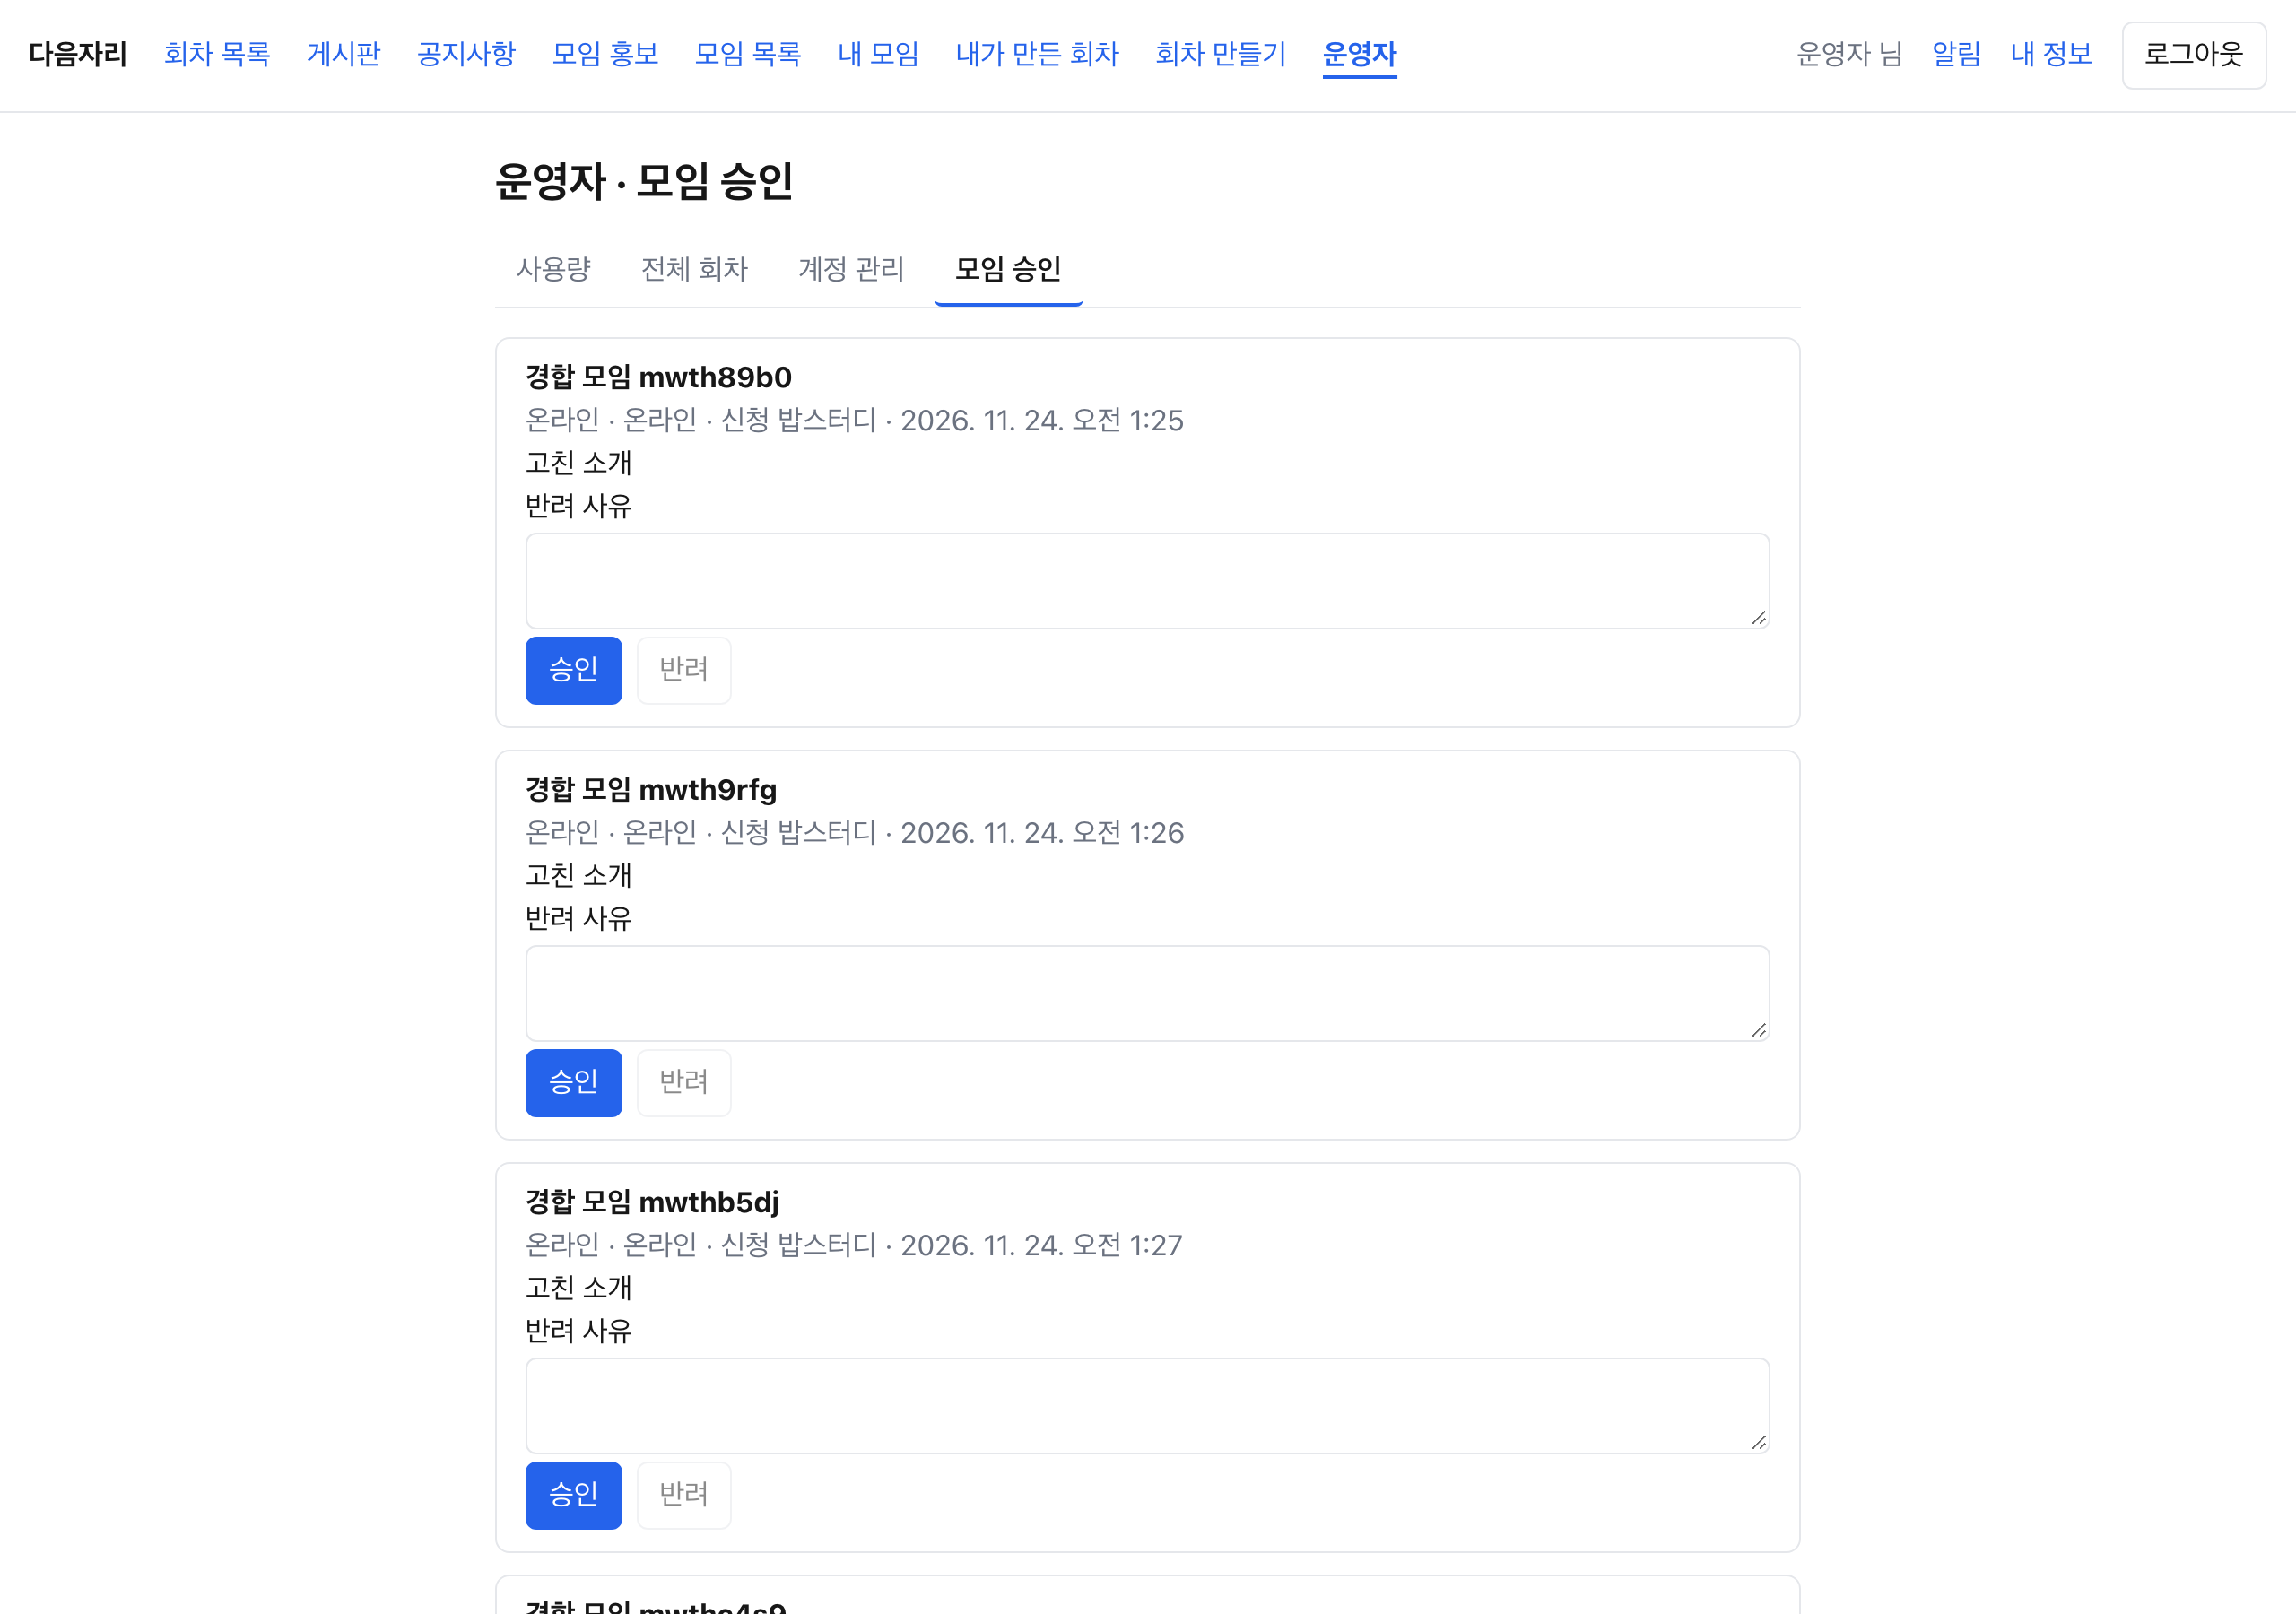 다음자리 회차 목록 게시판 공지사항 모임 홍보 모임 목록 내 모임 내가 만든 회차 회차 만들기 운영자 운영자 님 알림 내 정보 로그아웃
운영자 · 모임 승인
사용량 전체 회차 계정 관리 모임 승인
경합 모임 mwth89b0
온라인 · 온라인 · 신청 밥스터디 · 2026. 11. 24. 오전 1:25
고친 소개
반려 사유
승인 반려
경합 모임 mwth9rfg
온라인 · 온라인 · 신청 밥스터디 · 2026. 11. 24. 오전 1:26
고친 소개
반려 사유
승인 반려
경합 모임 mwthb5dj
온라인 · 온라인 · 신청 밥스터디 · 2026. 11. 24. 오전 1:27
고친 소개
반려 사유
승인 반려
경합 모임